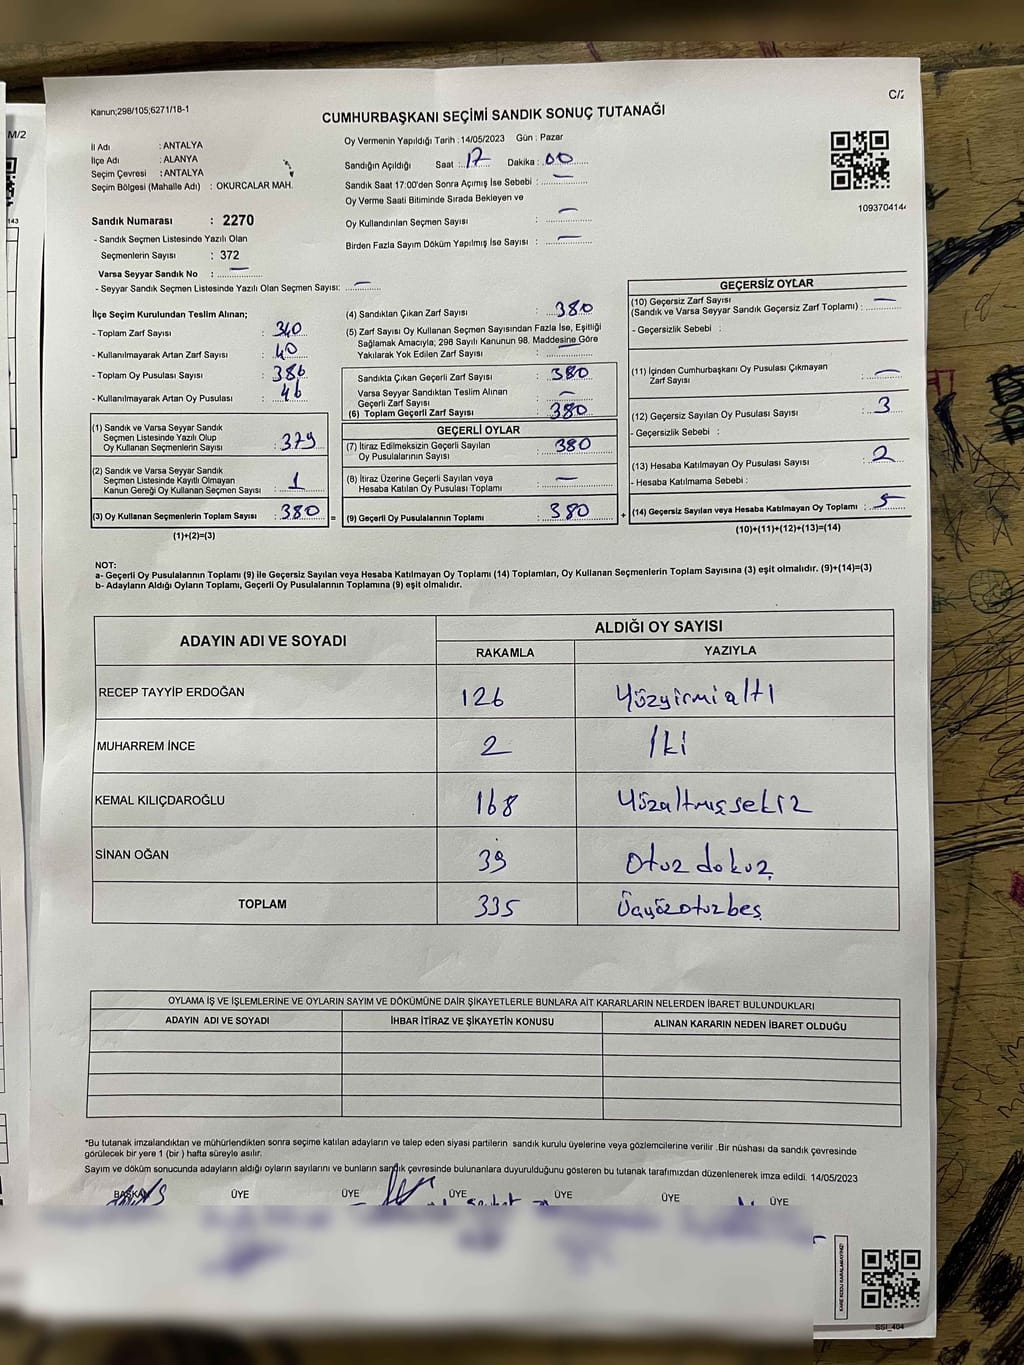 Kanun;298/105;6271/18-1
C/2
M/2
CUMHURBAŞKANI SEÇİMİ SANDIK SONUÇ TUTANAĞI
İl Adı : ANTALYA
İlçe Adı : ALANYA
Seçim Çevresi : ANTALYA
Seçim Bölgesi (Mahalle Adı) : OKURCALAR MAH.
Oy Vermenin Yapıldığı Tarih : 14/05/2023 Gün : Pazar
Sandığın Açıldığı Saat : 17 Dakika : 00
Sandık Saat 17:00'den Sonra Açımış İse Sebebi : —
Oy Verme Saati Bitiminde Sırada Bekleyen ve
Oy Kullandırılan Seçmen Sayısı : —
Birden Fazla Sayım Döküm Yapılmış İse Sayısı : —
109370414
143
Sandık Numarası : 2270
- Sandık Seçmen Listesinde Yazılı Olan
Seçmenlerin Sayısı : 372
Varsa Seyyar Sandık No : —
- Seyyar Sandık Seçmen Listesinde Yazılı Olan Seçmen Sayısı: —
İlçe Seçim Kurulundan Teslim Alınan;
- Toplam Zarf Sayısı : 340
- Kullanılmayarak Artan Zarf Sayısı : 40
- Toplam Oy Pusulası Sayısı : 386
- Kullanılmayarak Artan Oy Pusulası : 46
(1) Sandık ve Varsa Seyyar Sandık
Seçmen Listesinde Yazılı Olup
Oy Kullanan Seçmenlerin Sayısı : 379
(2) Sandık ve Varsa Seyyar Sandık
Seçmen Listesinde Kayıtlı Olmayan
Kanun Gereği Oy Kullanan Seçmen Sayısı : 1
(3) Oy Kullanan Seçmenlerin Toplam Sayısı : 380
(1)+(2)=(3)
(4) Sandıktan Çıkan Zarf Sayısı : 380
(5) Zarf Sayısı Oy Kullanan Seçmen Sayısından Fazla İse, Eşitliği
Sağlamak Amacıyla; 298 Sayılı Kanunun 98. Maddesine Göre
Yakılarak Yok Edilen Zarf Sayısı : —
Sandıkta Çıkan Geçerli Zarf Sayısı : 380
Varsa Seyyar Sandıktan Teslim Alınan
Geçerli Zarf Sayısı : —
(6) Toplam Geçerli Zarf Sayısı : 380
GEÇERLİ OYLAR
(7) İtiraz Edilmeksizin Geçerli Sayılan
Oy Pusulalarının Sayısı : 380
(8) İtiraz Üzerine Geçerli Sayılan veya
Hesaba Katılan Oy Pusulası Toplamı : —
= (9) Geçerli Oy Pusulalarının Toplamı : 380
GEÇERSİZ OYLAR
(10) Geçersiz Zarf Sayısı
(Sandık ve Varsa Seyyar Sandık Geçersiz Zarf Toplamı) : —
- Geçersizlik Sebebi :
(11) İçinden Cumhurbaşkanı Oy Pusulası Çıkmayan
Zarf Sayısı : —
(12) Geçersiz Sayılan Oy Pusulası Sayısı : 3
- Geçersizlik Sebebi :
(13) Hesaba Katılmayan Oy Pusulası Sayısı : 2
- Hesaba Katılmama Sebebi :
+ (14) Geçersiz Sayılan veya Hesaba Katılmayan Oy Toplamı : 5
(10)+(11)+(12)+(13)=(14)
NOT:
a- Geçerli Oy Pusulalarının Toplamı (9) ile Geçersiz Sayılan veya Hesaba Katılmayan Oy Toplamı (14) Toplamları, Oy Kullanan Seçmenlerin Toplam Sayısına (3) eşit olmalıdır. (9)+(14)=(3)
b- Adayların Aldığı Oyların Toplamı, Geçerli Oy Pusulalarının Toplamına (9) eşit olmalıdır.
ADAYIN ADI VE SOYADI ALDIĞI OY SAYISI
RAKAMLA YAZIYLA
RECEP TAYYİP ERDOĞAN 126 Yüzyirmialtı
MUHARREM İNCE 2 İki
KEMAL KILIÇDAROĞLU 168 Yüzaltmışsekiz
SİNAN OĞAN 39 Otuz dokuz
TOPLAM 335 Üçyüzotuzbeş
OYLAMA İŞ VE İŞLEMLERİNE VE OYLARIN SAYIM VE DÖKÜMÜNE DAİR ŞİKAYETLERLE BUNLARA AİT KARARLARIN NELERDEN İBARET BULUNDUKLARI
ADAYIN ADI VE SOYADI İHBAR İTİRAZ VE ŞİKAYETİN KONUSU ALINAN KARARIN NEDEN İBARET OLDUĞU
*Bu tutanak imzalandıktan ve mühürlendikten sonra seçime katılan adayların ve talep eden siyasi partilerin sandık kurulu üyelerine veya gözlemcilerine verilir .Bir nüshası da sandık çevresinde
görülecek bir yere 1 (bir ) hafta süreyle asılır.
Sayım ve döküm sonucunda adayların aldığı oyların sayılarını ve bunların sandık çevresinde bulunanlara duyurulduğunu gösteren bu tutanak tarafımızdan düzenlenerek imza edildi. 14/05/2023
BAŞKAN ÜYE ÜYE ÜYE ÜYE ÜYE ÜYE
KARE KODU KARALAMAYINIZ!
SSI_404